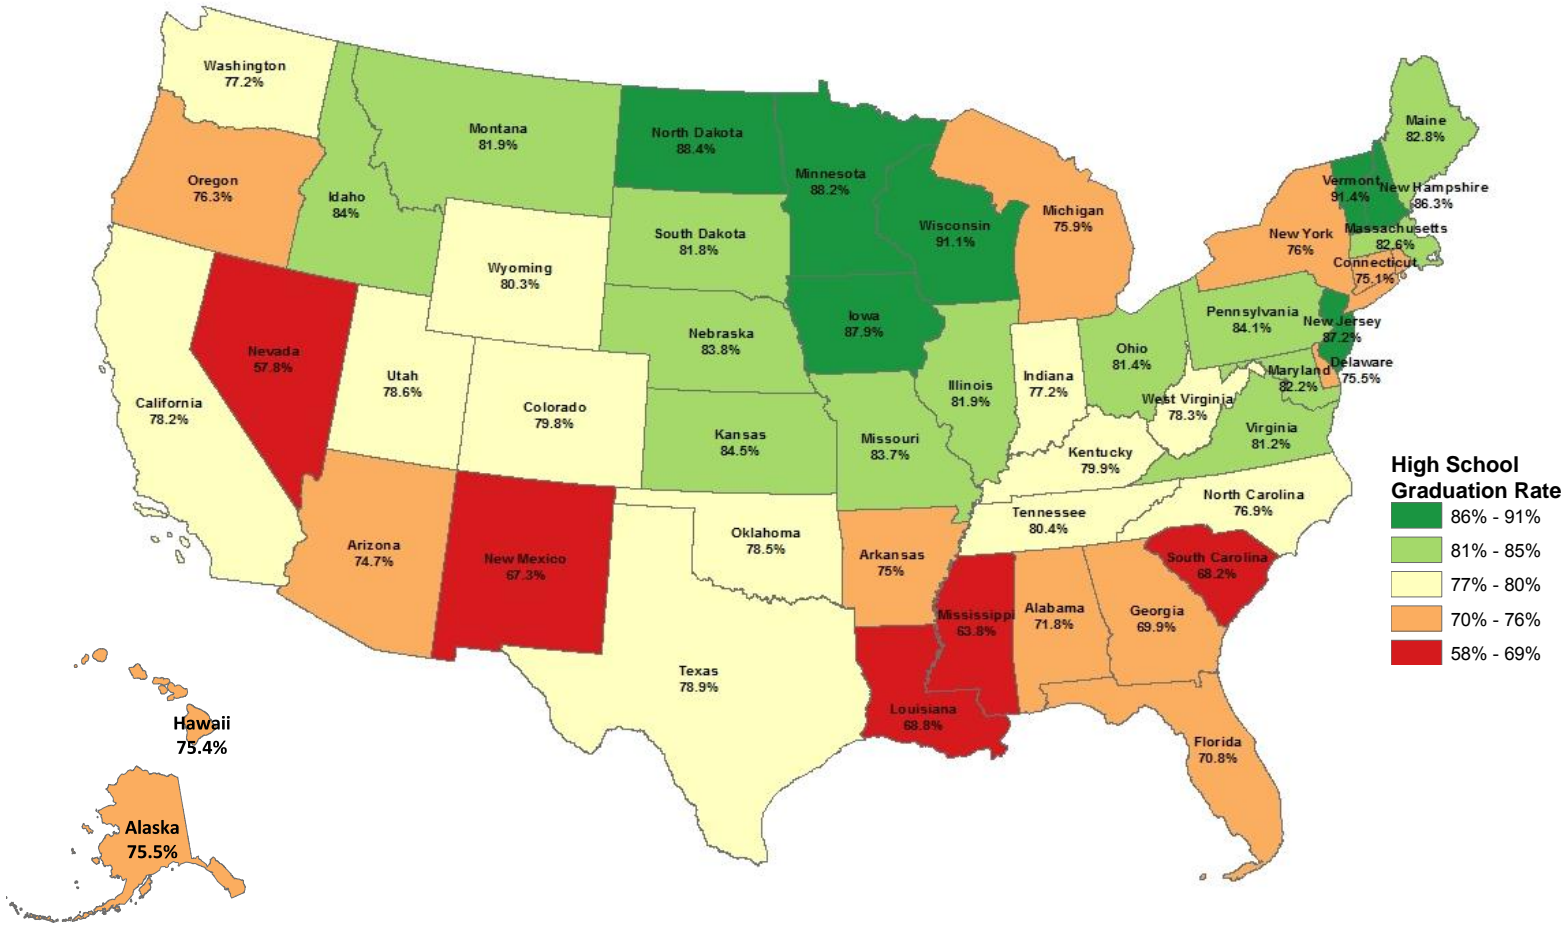 Washington
77.2%
Oregon
76.3%
California
78.2%
Nevada
57.8%
Idaho
84%
Montana
81.9%
Wyoming
80.3%
Utah
78.6%
Colorado
79.8%
Arizona
74.7%
New Mexico
67.3%
North Dakota
88.4%
South Dakota
81.8%
Nebraska
83.8%
Kansas
84.5%
Oklahoma
78.5%
Texas
78.9%
Minnesota
88.2%
Iowa
87.9%
Missouri
83.7%
Arkansas
75%
Louisiana
68.8%
Wisconsin
91.1%
Illinois
81.9%
Michigan
75.9%
Indiana
77.2%
Ohio
81.4%
Kentucky
79.9%
Tennessee
80.4%
Mississippi
63.8%
Alabama
71.8%
Georgia
69.9%
Florida
70.8%
South Carolina
68.2%
North Carolina
76.9%
Virginia
81.2%
West Virginia
78.3%
Maryland
82.2%
Delaware
75.5%
Pennsylvania
84.1%
New Jersey
87.2%
New York
76%
Connecticut
75.1%
Massachusetts
82.6%
Vermont
91.4%
New Hampshire
86.3%
Maine
82.8%
Hawaii
75.4%
Alaska
75.5%
High School
Graduation Rate
86% - 91%
81% - 85%
77% - 80%
70% - 76%
58% - 69%